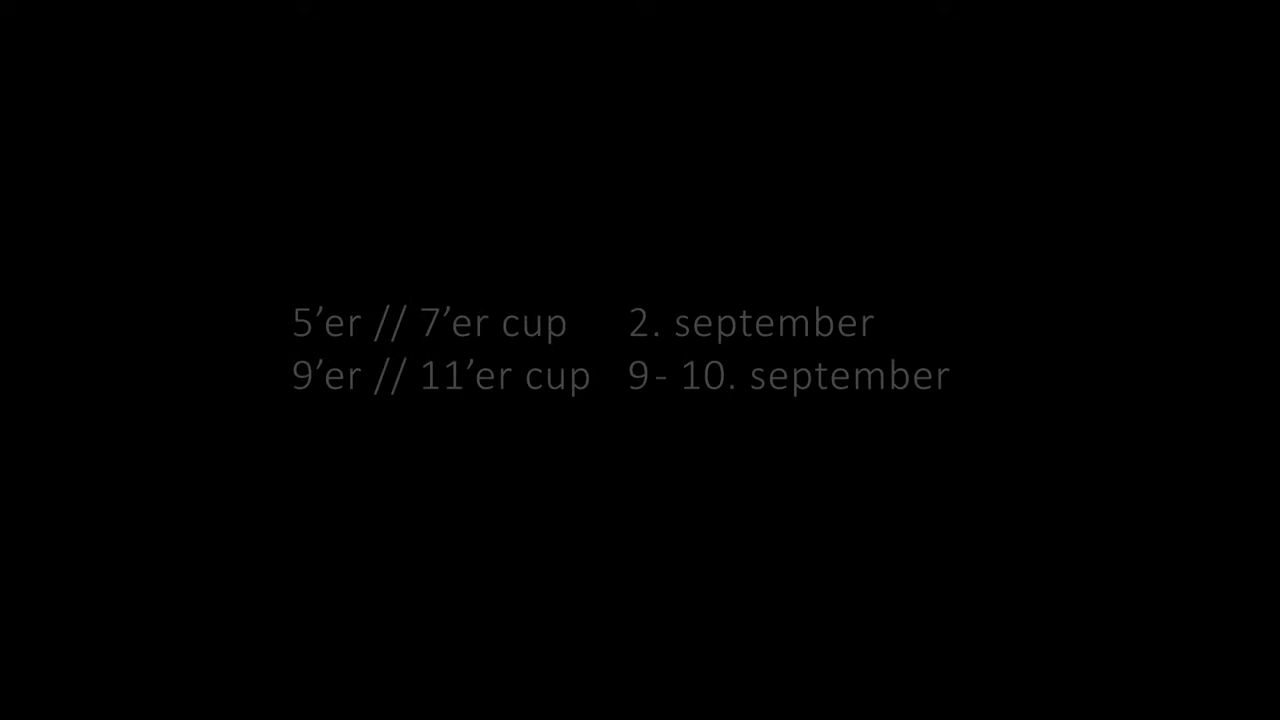 5’er // 7’er cup 2. september
9’er // 11’er cup 9- 10. september